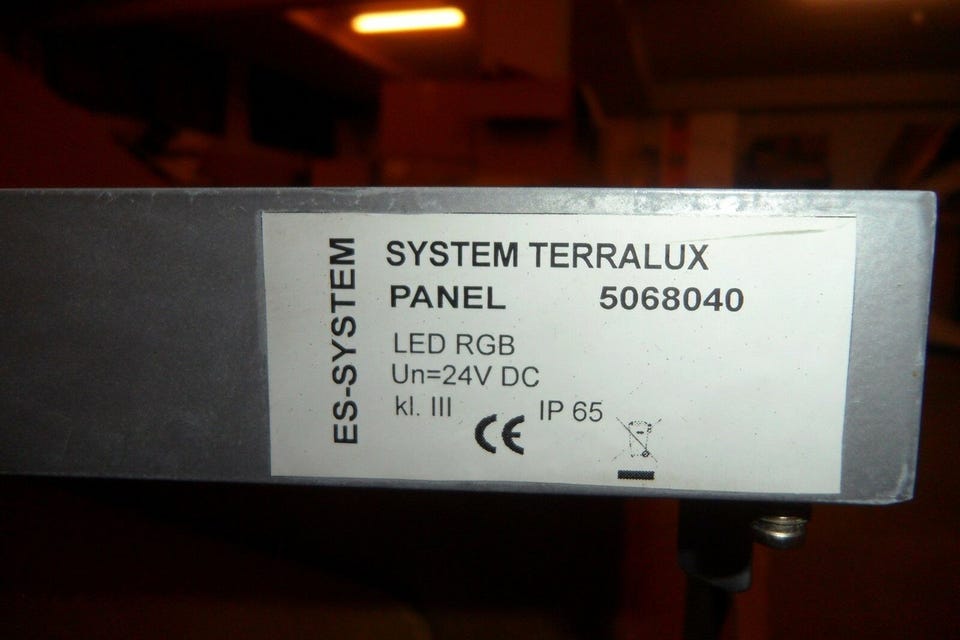 ES-SYSTEM
SYSTEM TERRALUX
PANEL 5068040
LED RGB
Un=24V DC
kl. III
CE IP 65